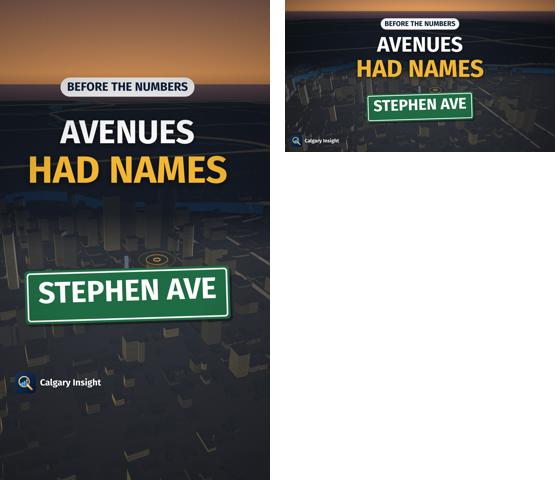 BEFORE THE NUMBERS
AVENUES
HAD NAMES
STEPHEN AVE
Calgary Insight
BEFORE THE NUMBERS
AVENUES
HAD NAMES
STEPHEN AVE
Calgary Insight